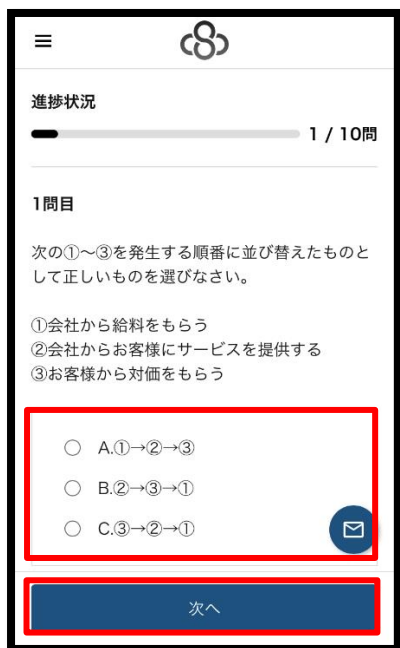 進捗状況
1 / 10問
1問目
次の①〜③を発生する順番に並び替えたものと
して正しいものを選びなさい。
①会社から給料をもらう
②会社からお客様にサービスを提供する
③お客様から対価をもらう
A.①→②→③
B.②→③→①
C.③→②→①
次へ